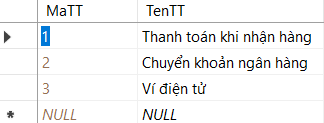 MaTT TenTT
1 Thanh toán khi nhận hàng
2 Chuyển khoản ngân hàng
3 Ví điện tử
NULL NULL